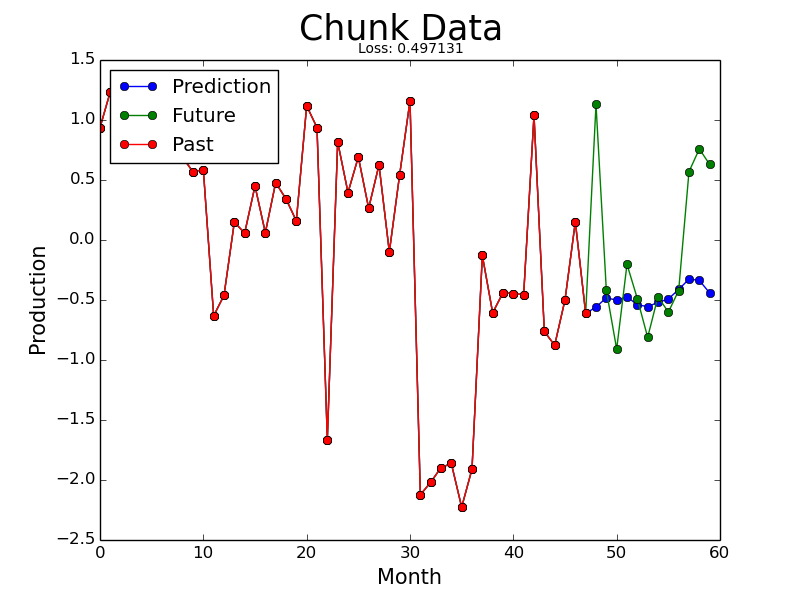 Chunk Data
Loss: 0.497131
Prediction
Future
Past
1.5
1.0
0.5
0.0
−0.5
−1.0
−1.5
−2.0
−2.5
Production
0 10 20 30 40 50 60
Month